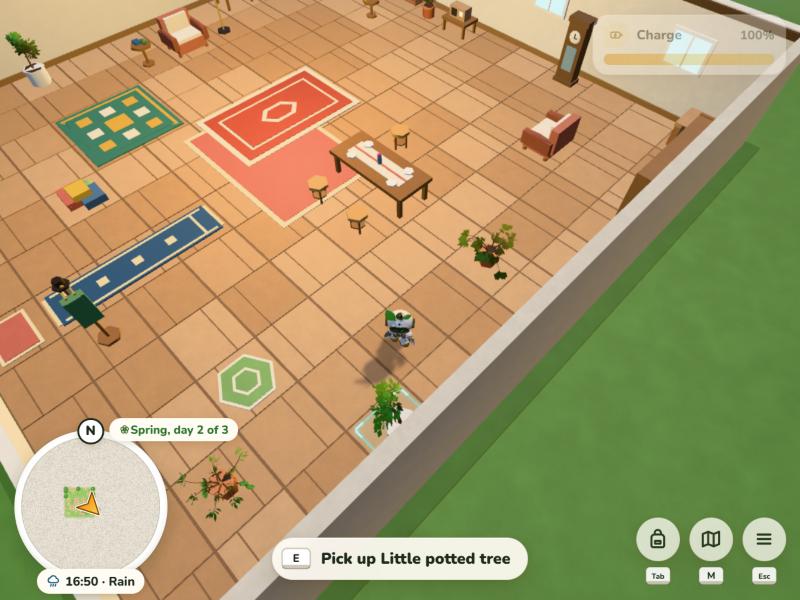 Charge 100%
N
Spring, day 2 of 3
16:50 · Rain
E Pick up Little potted tree
Tab
M
Esc